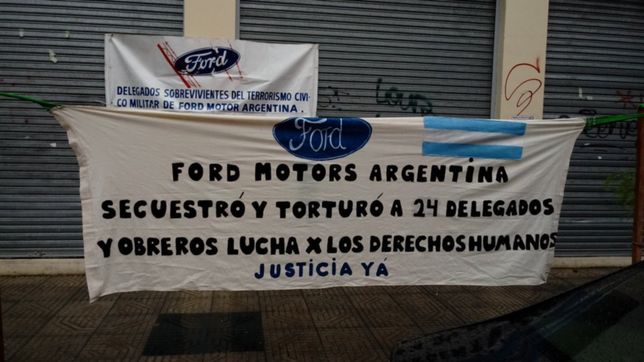 Ford
DELEGADOS SOBREVIVIENTES DEL TERRORISMO CIVI-
CO MILITAR DE FORD MOTOR ARGENTINA.
Ford
FORD MOTORS ARGENTINA
SECUESTRÓ Y TORTURÓ A 24 DELEGADOS
Y OBREROS LUCHA X LOS DERECHOS HUMANOS
JUSTICIA YÁ